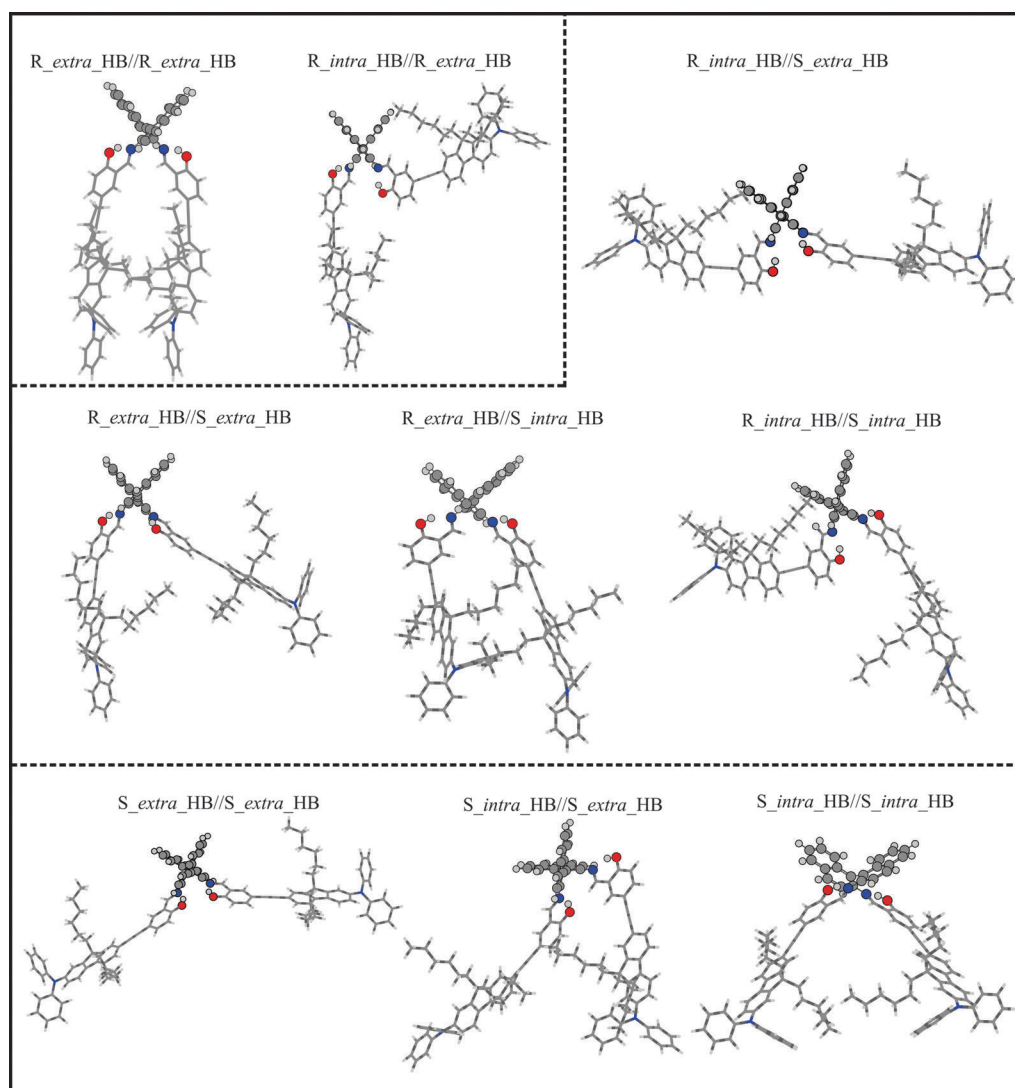 R_extra_HB//R_extra_HB
R_intra_HB//R_extra_HB
R_intra_HB//S_extra_HB
R_extra_HB//S_extra_HB
R_extra_HB//S_intra_HB
R_intra_HB//S_intra_HB
S_extra_HB//S_extra_HB
S_intra_HB//S_extra_HB
S_intra_HB//S_intra_HB